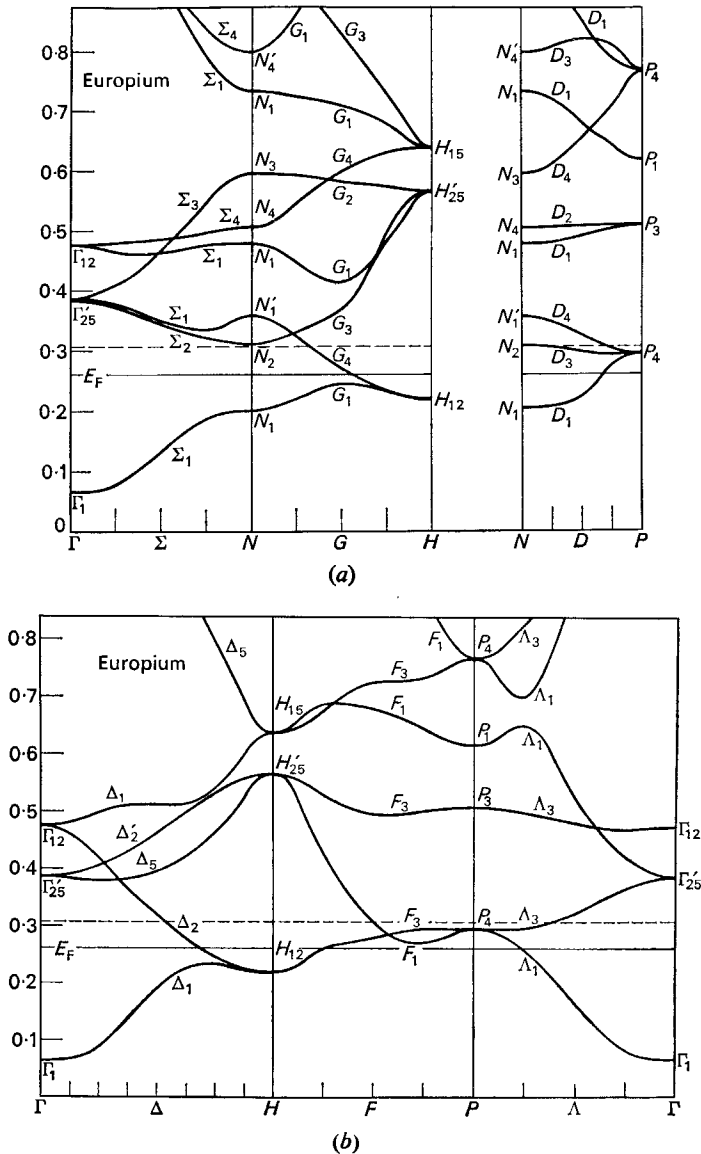 0·8
0·7
0·6
0·5
0·4
0·3
0·2
0·1
0
Europium
Σ4
G1
G3
N4′
Σ1
N1
G1
H15
N3
G4
G2
H25′
Σ3
Σ4
N4
Γ12
Σ1
N1
G1
Γ25′
Σ1
N1′
G3
Σ2
N2
G4
EF
G1
H12
N1
Σ1
Γ1
Γ Σ N G H
D1
N4′ D3
P4
N1 D1
P1
N3 D4
N4 D2
P3
N1 D1
N1′ D4
N2 D3
P4
N1 D1
N D P
(a)
0·8
0·7
0·6
0·5
0·4
0·3
0·2
0·1
Europium
Δ5
F1 P4 Λ3
H15 F3
F1
Λ1
P1 Λ1
H25′
Δ1
F3 P3 Λ3
Γ12 Γ12
Δ2′
Γ25′ Γ25′
Δ5
Δ2
F3 P4 Λ3
EF
H12
F1
Δ1
Λ1
Γ1 Γ1
Γ Δ H F P Λ Γ
(b)